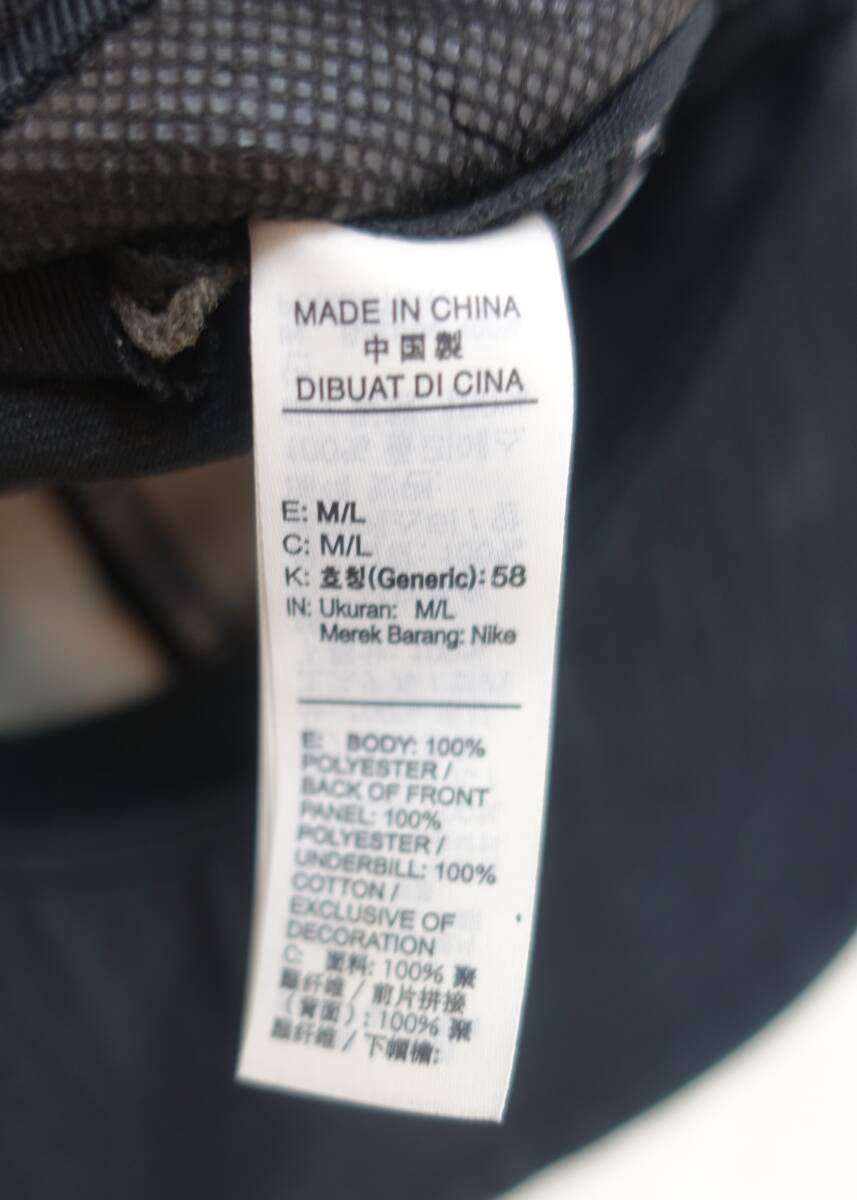 MADE IN CHINA
中国製
DIBUAT DI CINA
E: M/L
C: M/L
K: 호칭(Generic): 58
IN: Ukuran: M/L
Merek Barang: Nike
E: BODY: 100%
POLYESTER /
BACK OF FRONT
PANEL: 100%
POLYESTER /
UNDERBILL: 100%
COTTON /
EXCLUSIVE OF
DECORATION
C: 面料: 100% 聚
酯纤维 / 前片拼接
(背面): 100% 聚
酯纤维 / 下帽檐: